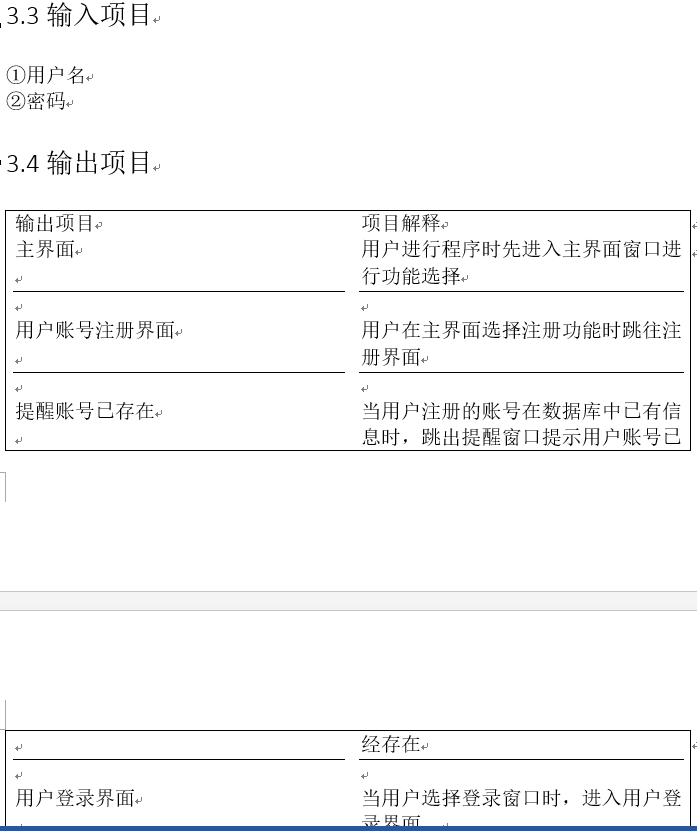 3.3 输入项目
①用户名
②密码
3.4 输出项目
输出项目
项目解释
主界面
用户进行程序时先进入主界面窗口进
行功能选择
用户账号注册界面
用户在主界面选择注册功能时跳往注
册界面
提醒账号已存在
当用户注册的账号在数据库中已有信
息时，跳出提醒窗口提示用户账号已
经存在
用户登录界面
当用户选择登录窗口时，进入用户登
录界面